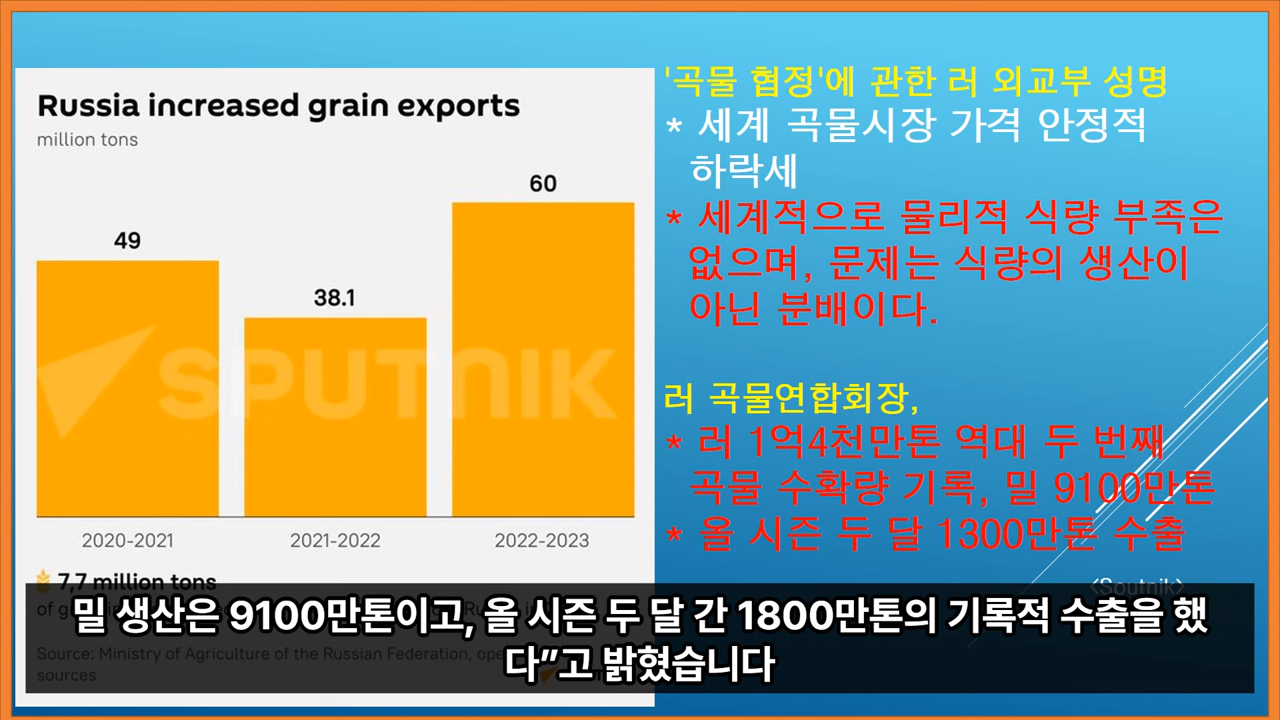 Russia increased grain exports
million tons
49
38.1
60
SPUTNIK
2020-2021
2021-2022
2022-2023
7,7 million tons
of g
Source: Ministry of Agriculture of the Russian Federation, ope
sources
'곡물 협정'에 관한 러 외교부 성명
* 세계 곡물시장 가격 안정적
하락세
* 세계적으로 물리적 식량 부족은
없으며, 문제는 식량의 생산이
아닌 분배이다.
러 곡물연합회장,
* 러 1억4천만톤 역대 두 번째
곡물 수확량 기록, 밀 9100만톤
* 올 시즌 두 달 1300만톤 수출
<Sputnik>
밀 생산은 9100만톤이고, 올 시즌 두 달 간 1800만톤의 기록적 수출을 했
다”고 밝혔습니다